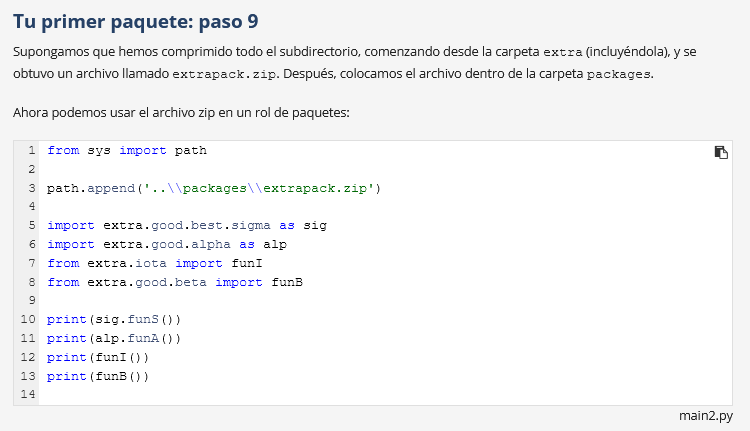 Tu primer paquete: paso 9
Supongamos que hemos comprimido todo el subdirectorio, comenzando desde la carpeta extra (incluyéndola), y se
obtuvo un archivo llamado extrapack.zip. Después, colocamos el archivo dentro de la carpeta packages.
Ahora podemos usar el archivo zip en un rol de paquetes:
1 from sys import path
2
3 path.append('..\\packages\\extrapack.zip')
4
5 import extra.good.best.sigma as sig
6 import extra.good.alpha as alp
7 from extra.iota import funI
8 from extra.good.beta import funB
9
10 print(sig.funS())
11 print(alp.funA())
12 print(funI())
13 print(funB())
14
main2.py